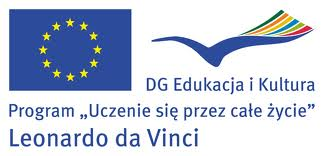 DG Edukacja i Kultura
Program „Uczenie się przez całe życie”
Leonardo da Vinci